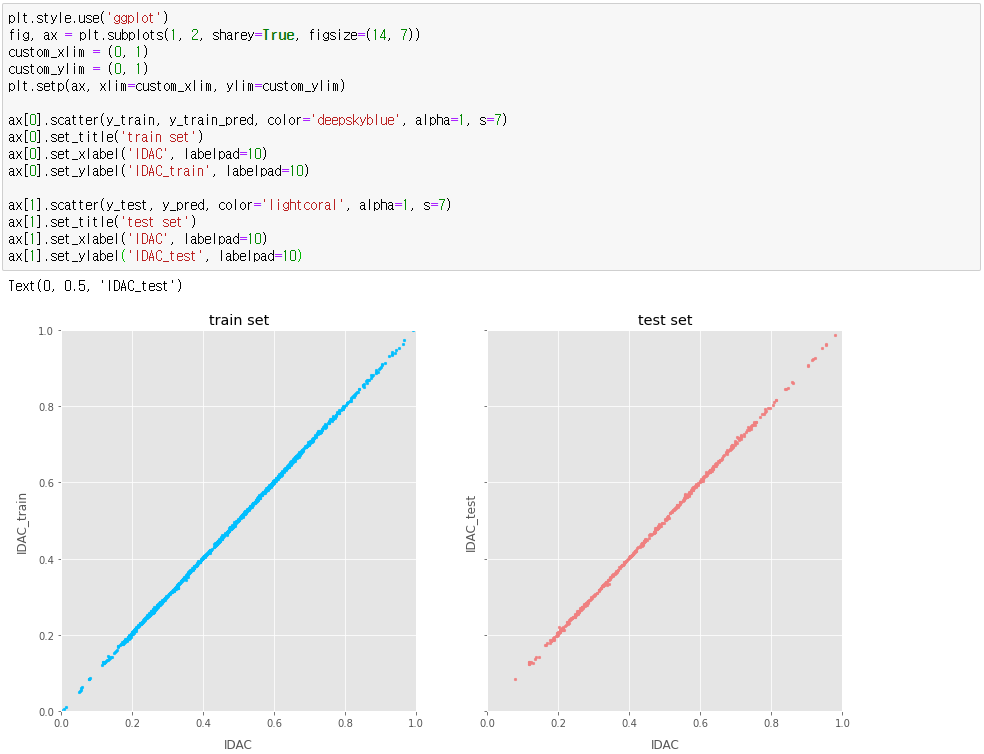 plt.style.use('ggplot')
fig, ax = plt.subplots(1, 2, sharey=True, figsize=(14, 7))
custom_xlim = (0, 1)
custom_ylim = (0, 1)
plt.setp(ax, xlim=custom_xlim, ylim=custom_ylim)
ax[0].scatter(y_train, y_train_pred, color='deepskyblue', alpha=1, s=7)
ax[0].set_title('train set')
ax[0].set_xlabel('IDAC', labelpad=10)
ax[0].set_ylabel('IDAC_train', labelpad=10)
ax[1].scatter(y_test, y_pred, color='lightcoral', alpha=1, s=7)
ax[1].set_title('test set')
ax[1].set_xlabel('IDAC', labelpad=10)
ax[1].set_ylabel('IDAC_test', labelpad=10)
Text(0, 0.5, 'IDAC_test')
train set
1.0
0.8
0.6
0.4
0.2
0.0
IDAC_train
0.0 0.2 0.4 0.6 0.8 1.0
IDAC
test set
IDAC_test
0.0 0.2 0.4 0.6 0.8 1.0
IDAC